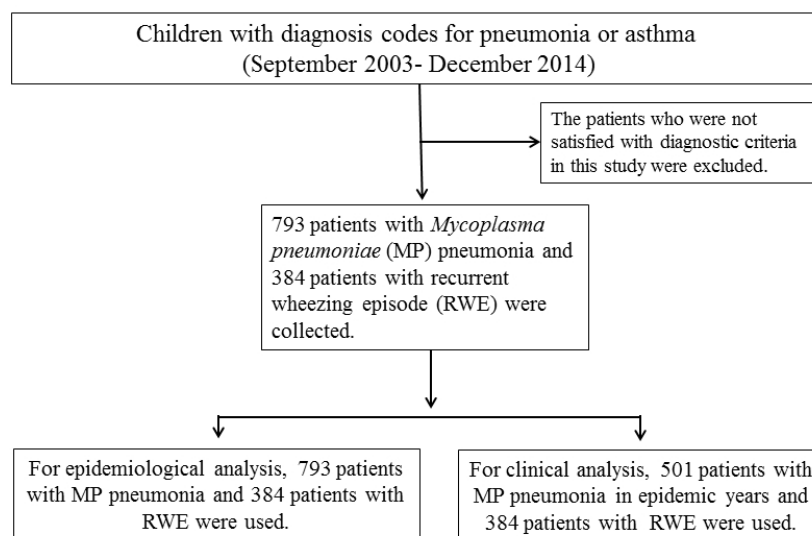 Children with diagnosis codes for pneumonia or asthma
(September 2003- December 2014)
The patients who were not
satisfied with diagnostic criteria
in this study were excluded.
793 patients with Mycoplasma
pneumoniae (MP) pneumonia and
384 patients with recurrent
wheezing episode (RWE) were
collected.
For epidemiological analysis, 793 patients
with MP pneumonia and 384 patients with
RWE were used.
For clinical analysis, 501 patients with
MP pneumonia in epidemic years and
384 patients with RWE were used.